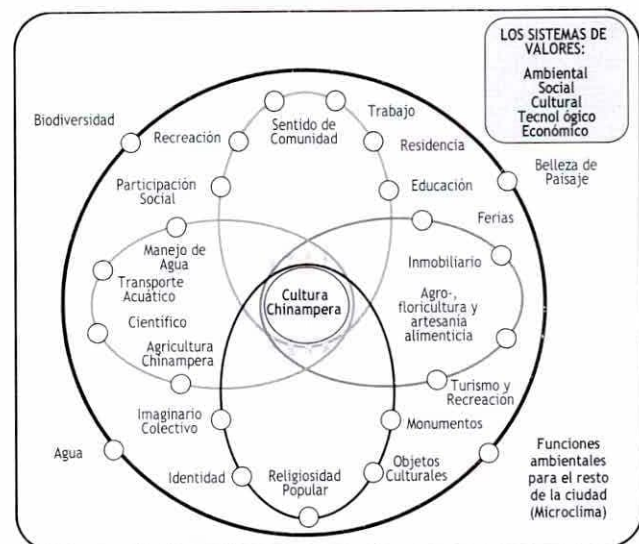 LOS SISTEMAS DE
VALORES:
Ambiental
Social
Cultural
Tecnol ógico
Económico
Biodiversidad
Recreación
Sentido de
Comunidad
Trabajo
Residencia
Belleza de
Paisaje
Participación
Social
Educación
Ferias
Manejo de
Agua
Inmobiliario
Transporte
Acuático
Cultura
Chinampera
Agro-,
floricultura y
artesanía
alimenticia
Científico
Agricultura
Chinampera
Turismo y
Recreación
Imaginario
Colectivo
Monumentos
Agua
Identidad
Religiosidad
Popular
Objetos
Culturales
Funciones
ambientales
para el resto
de la ciudad
(Microclima)